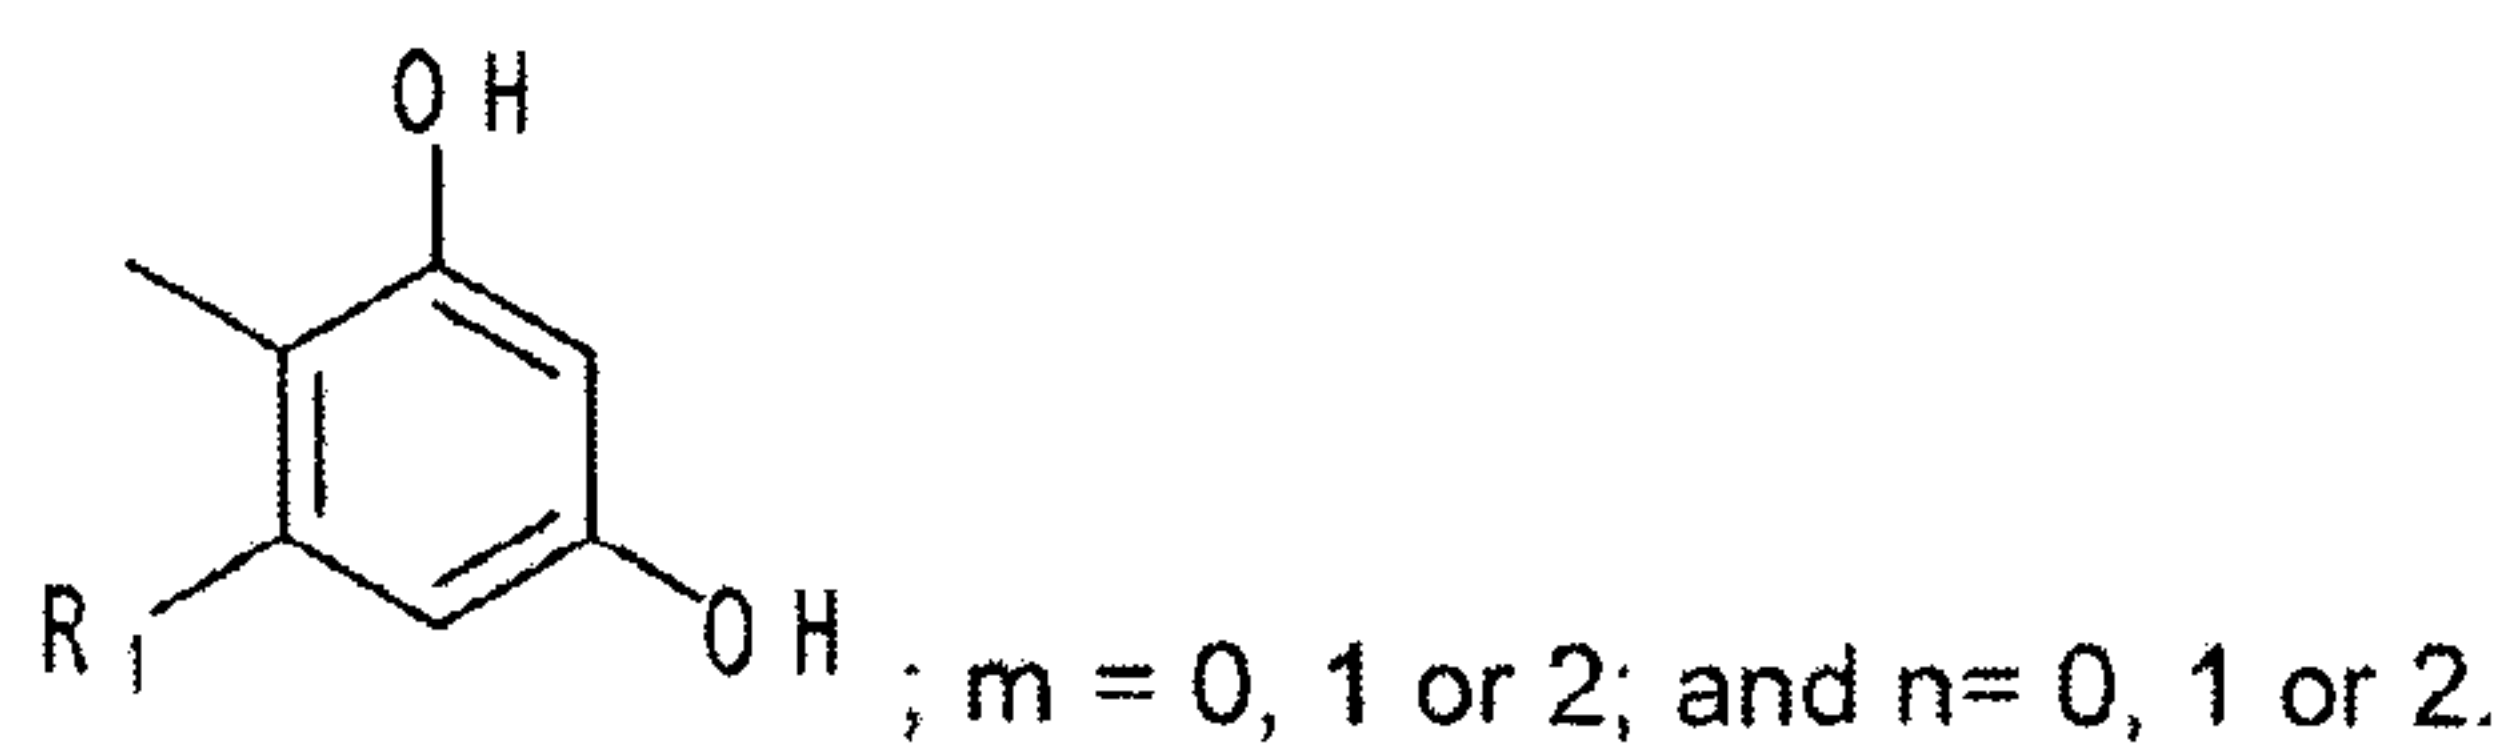 OH
R1
OH
; m = 0, 1 or 2; and n= 0, 1 or 2.